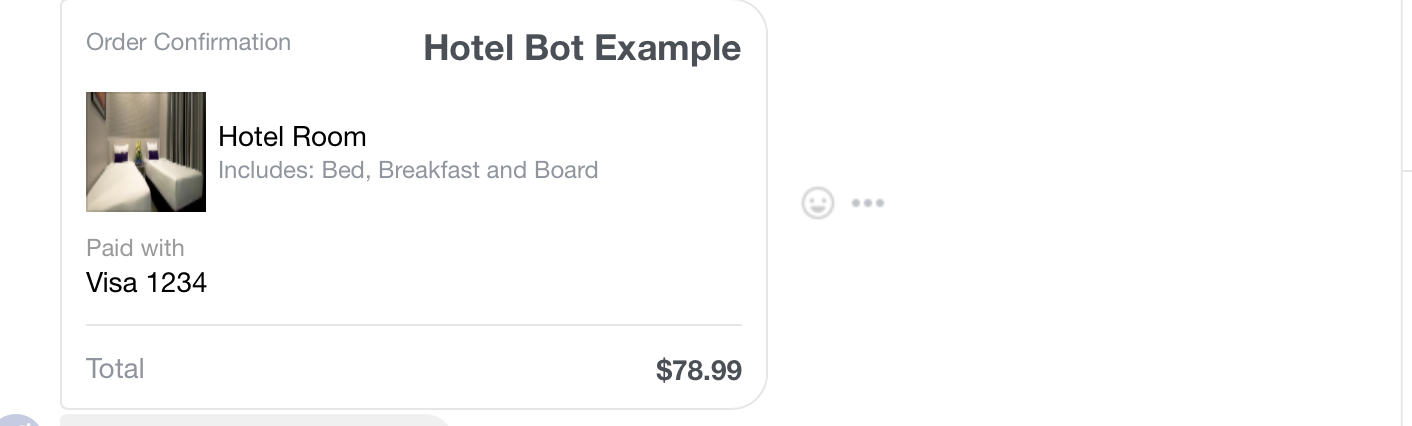 Order Confirmation
Hotel Bot Example
Hotel Room
Includes: Bed, Breakfast and Board
Paid with
Visa 1234
Total
$78.99